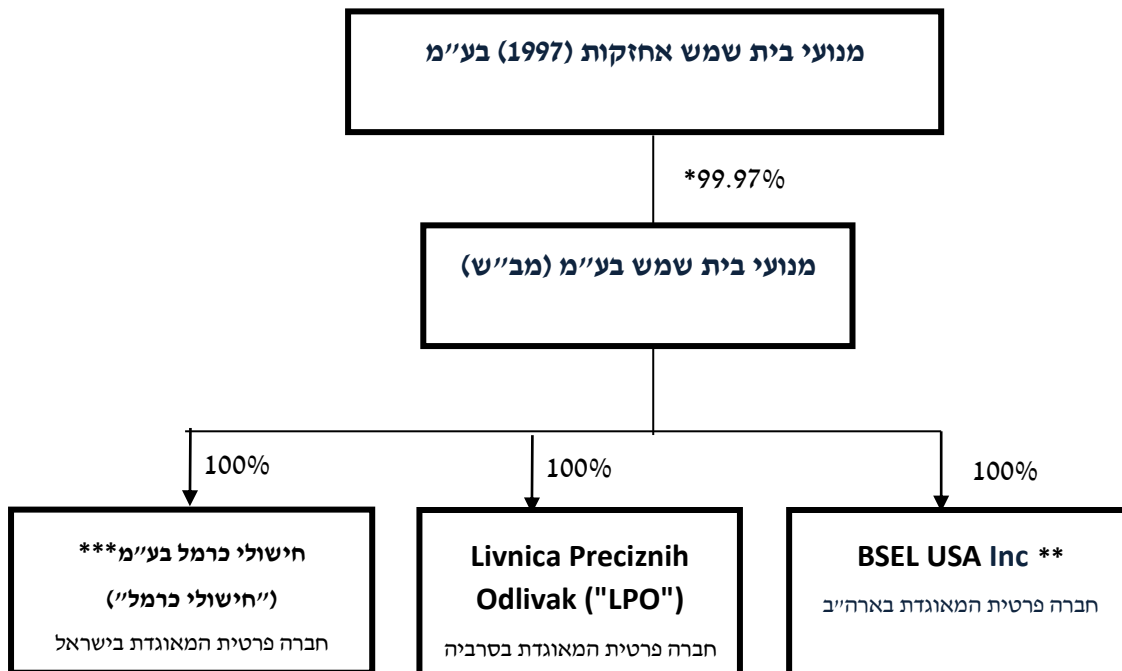 מנועי בית שמש אחזקות (1997) בע״מ
*99.97%
מנועי בית שמש בע״מ (מב״ש)
100%
100%
100%
חישולי כרמל בע״מ***
(״חישולי כרמל״)
חברה פרטית המאוגדת בישראל
Livnica Preciznih
Odlivak ("LPO")
חברה פרטית המאוגדת בסרביה
BSEL USA Inc **
חברה פרטית המאוגדת בארה״ב